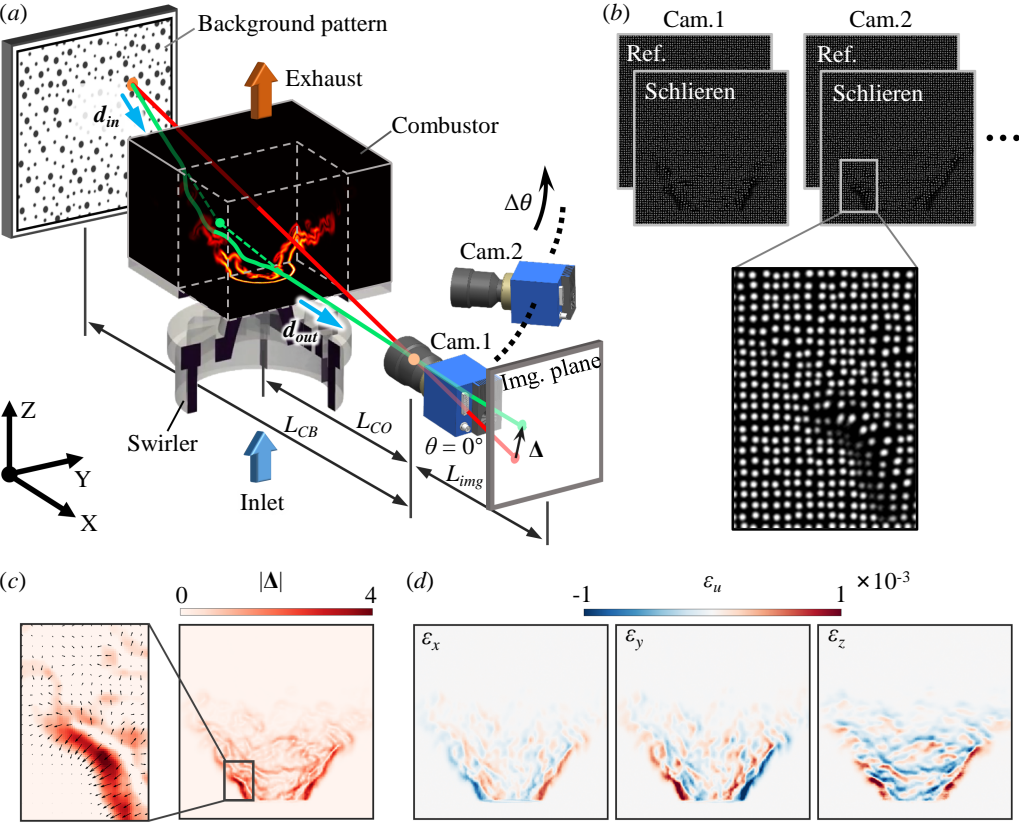 (a)
Background pattern
Exhaust
d_in
Combustor
Δθ
Cam.2
d_out
Cam.1
Img. plane
Z
Y
X
Swirler
L_CB
L_CO
θ = 0°
Δ
L_img
Inlet
(b)
Cam.1
Cam.2
Ref.
Ref.
Schlieren
Schlieren
•••
(c)
|Δ|
0
4
(d)
ε_u
×10⁻³
-1
1
ε_x
ε_y
ε_z